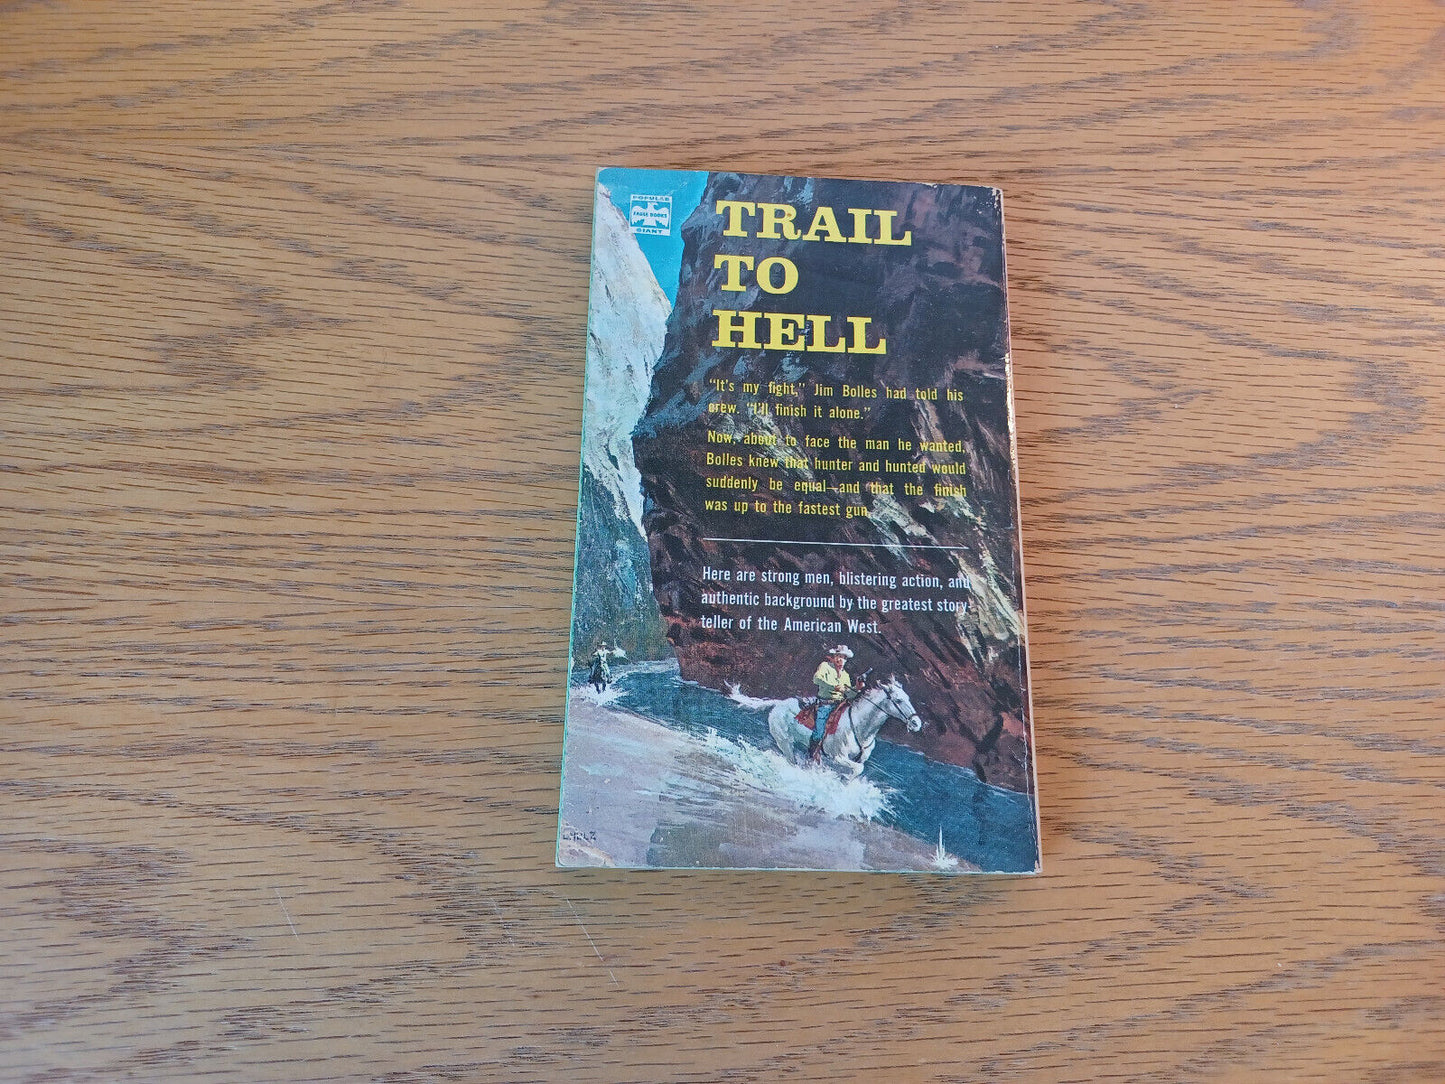 POPULAR
EAGLE BOOKS
GIANT
TRAIL
TO
HELL
"It's my fight," Jim Bolles had told his
crew. "I'll finish it alone."
Now, about to face the man he wanted,
Bolles knew that hunter and hunted would
suddenly be equal—and that the finish
was up to the fastest gun.
Here are strong men, blistering action, and
authentic background by the greatest story-
teller of the American West.